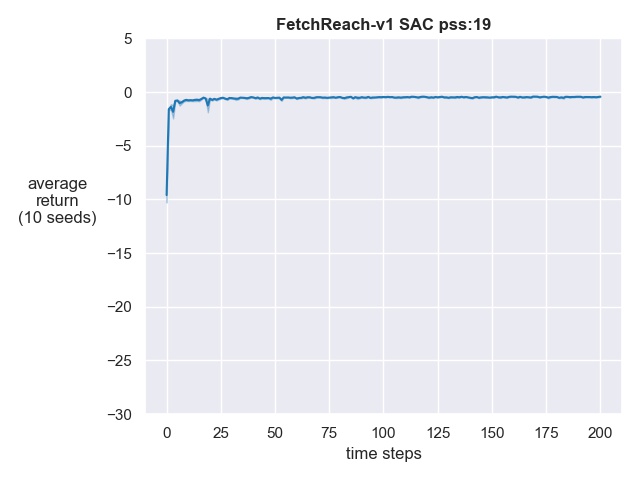 FetchReach-v1 SAC pss:19
5
0
−5
−10
−15
−20
−25
−30
average
return
(10 seeds)
0 25 50 75 100 125 150 175 200
time steps